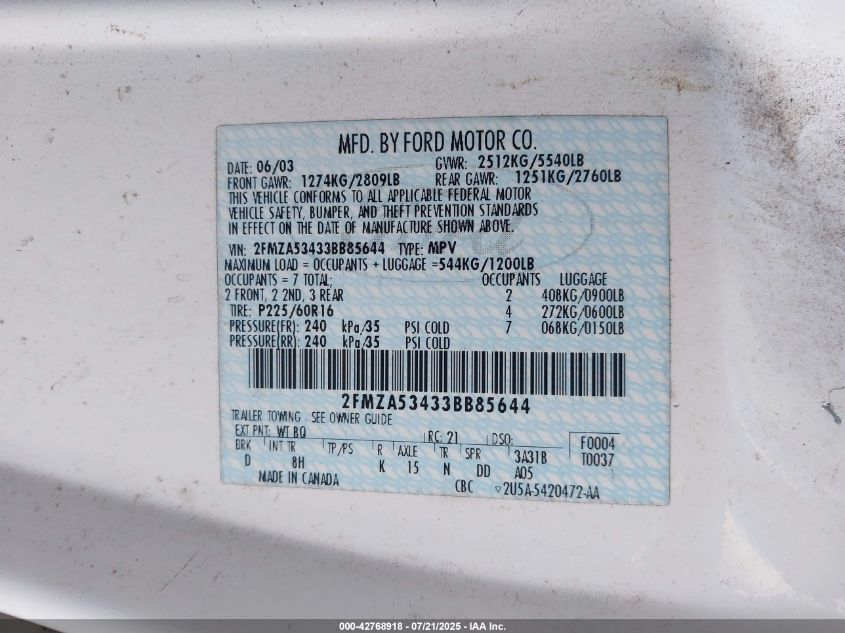 MFD. BY FORD MOTOR CO.
DATE: 06/03 GVWR: 2512KG/5540LB
FRONT GAWR: 1274KG/2809LB REAR GAWR: 1251KG/2760LB
THIS VEHICLE CONFORMS TO ALL APPLICABLE FEDERAL MOTOR
VEHICLE SAFETY, BUMPER, AND THEFT PREVENTION STANDARDS
IN EFFECT ON THE DATE OF MANUFACTURE SHOWN ABOVE.
VIN: 2FMZA53433BB85644 TYPE: MPV
MAXIMUM LOAD = OCCUPANTS + LUGGAGE =544KG/1200LB
OCCUPANTS = 7 TOTAL; OCCUPANTS LUGGAGE
2 FRONT, 2 2ND, 3 REAR 2 408KG/0900LB
TIRE: P225/60R16 4 272KG/0600LB
PRESSURE(FR): 240 kPa/35 PSI COLD 7 068KG/0150LB
PRESSURE(RR): 240 kPa/35 PSI COLD
2FMZA53433BB85644
TRAILER TOWING - SEE OWNER GUIDE
EXT PNT: WT BQ RC: 21 DSO: F0004
BRK INT TR TP/PS R AXLE TR SPR 3A31B T0037
D 8H K 15 N DD A05
MADE IN CANADA CBC ▽2U5A-5420472-AA
000-42768918 - 07/21/2025 - IAA Inc.